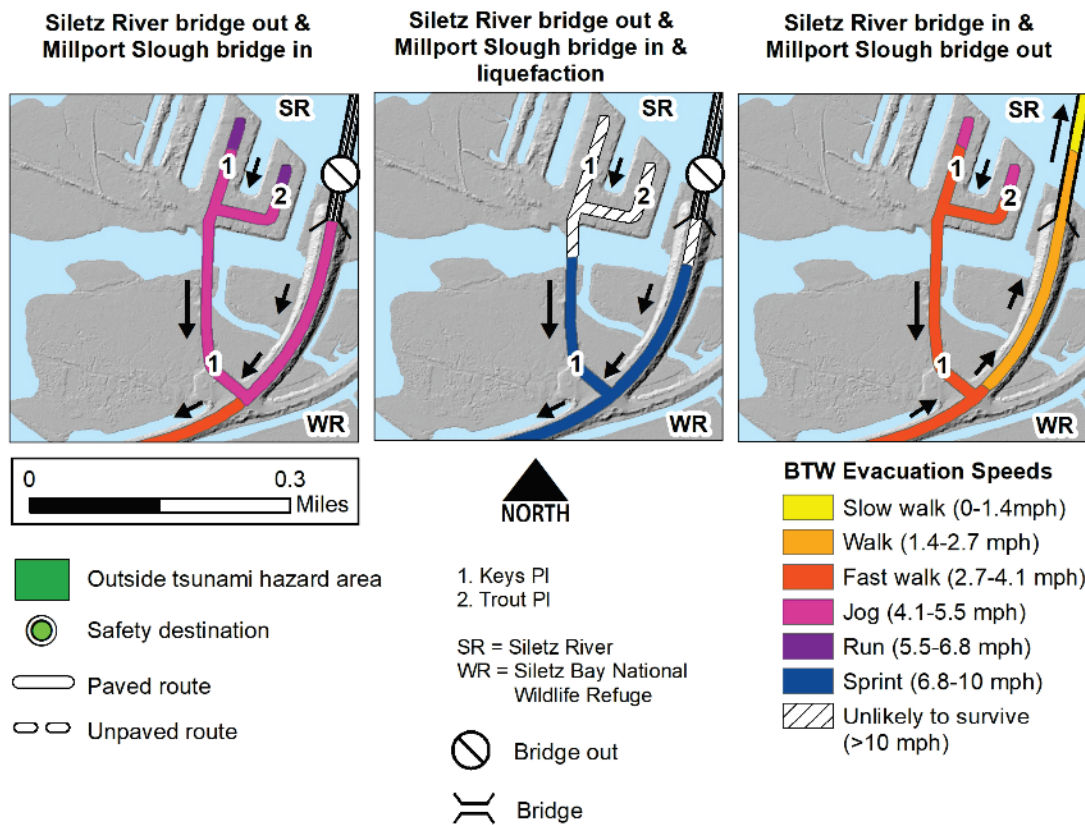 Siletz River bridge out &
Millport Slough bridge in
Siletz River bridge out &
Millport Slough bridge in &
liquefaction
Siletz River bridge in &
Millport Slough bridge out
SR
1
2
1
WR
SR
1
2
1
WR
SR
1
2
1
WR
0 0.3
Miles
NORTH
Outside tsunami hazard area
Safety destination
Paved route
Unpaved route
1. Keys Pl
2. Trout Pl
SR = Siletz River
WR = Siletz Bay National
Wildlife Refuge
Bridge out
Bridge
BTW Evacuation Speeds
Slow walk (0-1.4mph)
Walk (1.4-2.7 mph)
Fast walk (2.7-4.1 mph)
Jog (4.1-5.5 mph)
Run (5.5-6.8 mph)
Sprint (6.8-10 mph)
Unlikely to survive
(>10 mph)